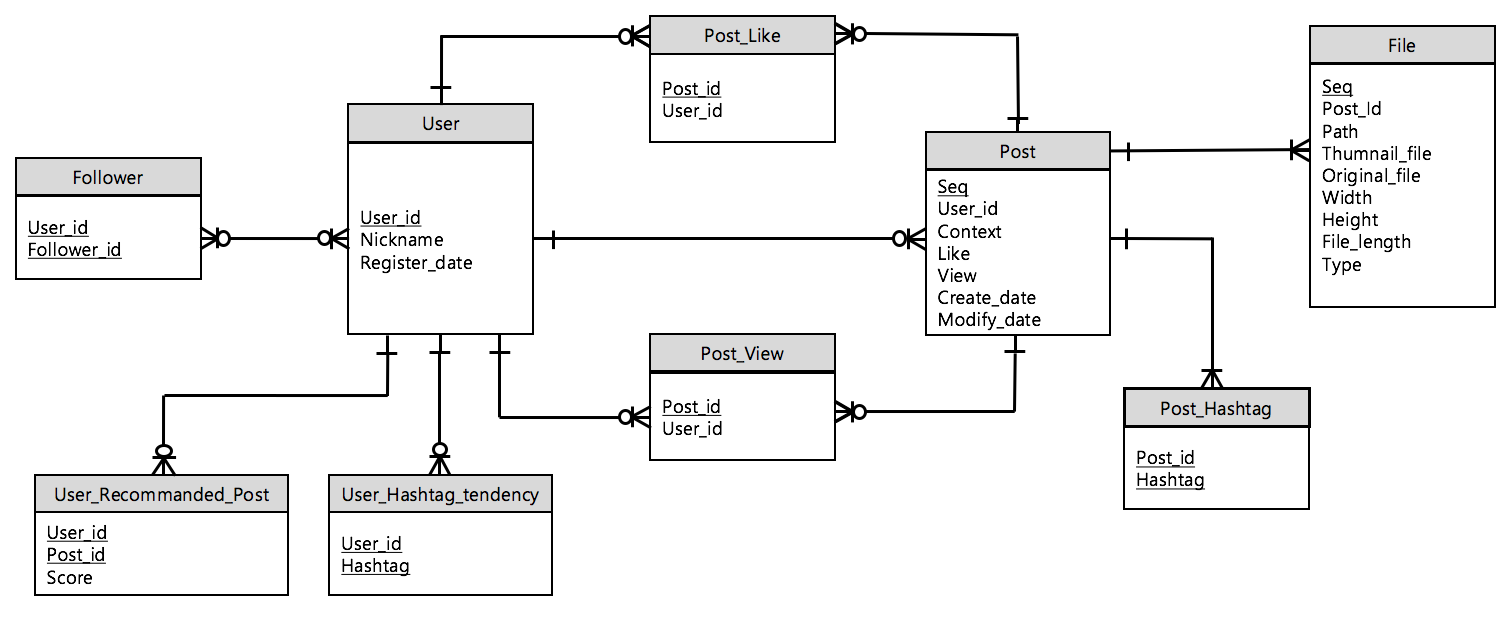 Post_Like
Post_id
User_id
File
Seq
Post_Id
Path
Thumnail_file
Original_file
Width
Height
File_length
Type
User
User_id
Nickname
Register_date
Post
Seq
User_id
Context
Like
View
Create_date
Modify_date
Follower
User_id
Follower_id
Post_View
Post_id
User_id
Post_Hashtag
Post_id
Hashtag
User_Recommanded_Post
User_id
Post_id
Score
User_Hashtag_tendency
User_id
Hashtag